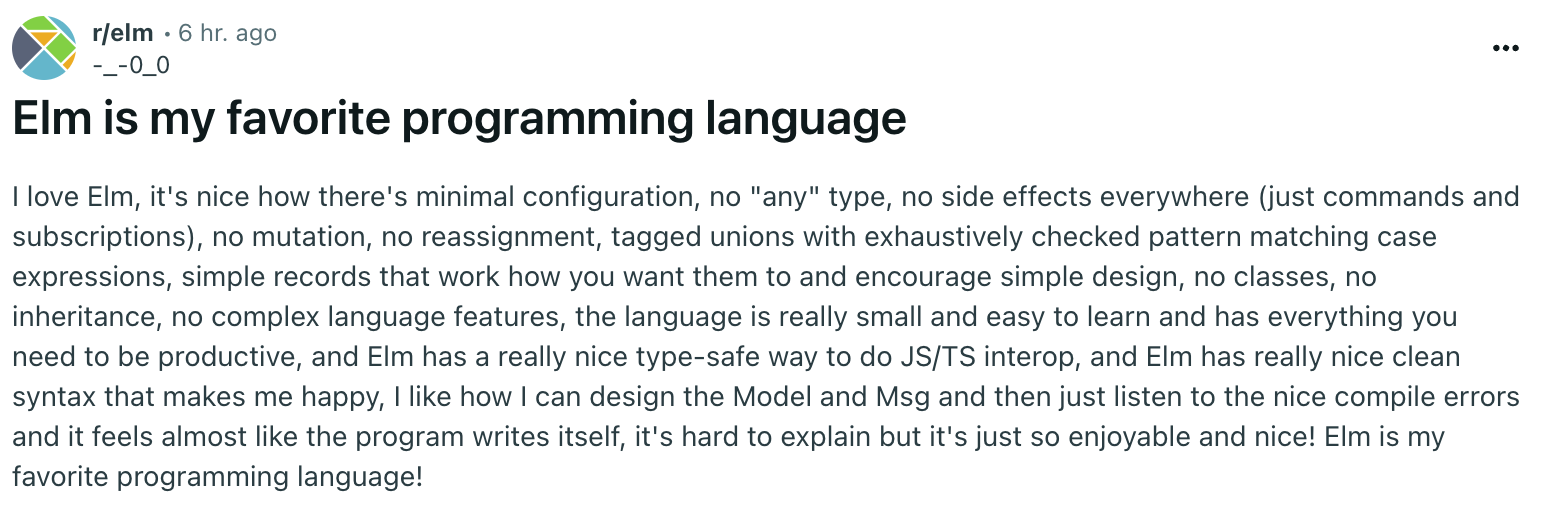 r/elm • 6 hr. ago
-_-0_0
Elm is my favorite programming language
I love Elm, it's nice how there's minimal configuration, no "any" type, no side effects everywhere (just commands and
subscriptions), no mutation, no reassignment, tagged unions with exhaustively checked pattern matching case
expressions, simple records that work how you want them to and encourage simple design, no classes, no
inheritance, no complex language features, the language is really small and easy to learn and has everything you
need to be productive, and Elm has a really nice type-safe way to do JS/TS interop, and Elm has really nice clean
syntax that makes me happy, I like how I can design the Model and Msg and then just listen to the nice compile errors
and it feels almost like the program writes itself, it's hard to explain but it's just so enjoyable and nice! Elm is my
favorite programming language!